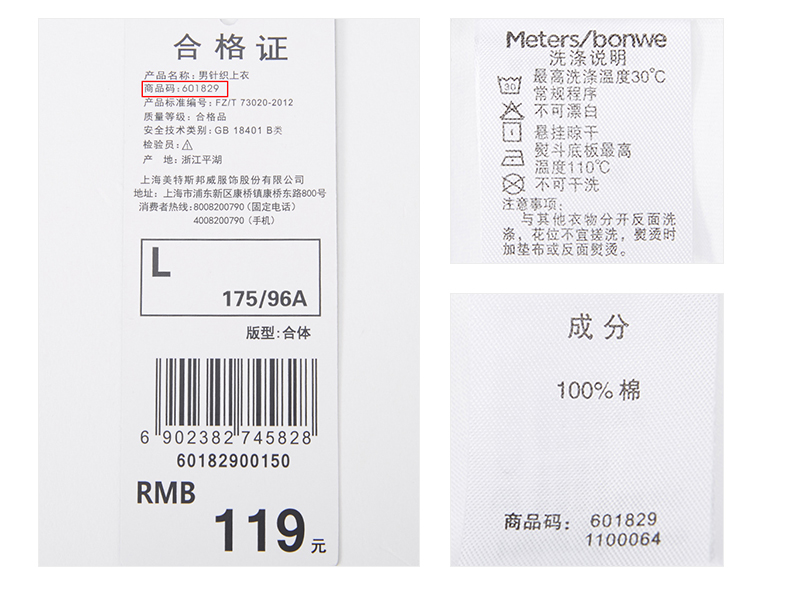 合格证
产品名称:男针织上衣
商品码:601829
产品标准编号:FZ/T 73020-2012
质量等级:合格品
安全技术类别:GB 18401 B类
检验员:
产 地:浙江平湖
上海美特斯邦威服饰股份有限公司
地址:上海市浦东新区康桥镇康桥东路800号
消费者热线:8008200790(固定电话)
4008200790(手机)
L
175/96A
版型:合体
6 902382 745828
60182900150
RMB
119元
Meters/bonwe
洗涤说明
30
最高洗涤温度30℃
常规程序
不可漂白
悬挂晾干
熨斗底板最高
温度110℃
不可干洗
注意事项:
与其他衣物分开反面洗
涤,花位不宜搓洗,熨烫时
加垫布或反面熨烫。
成分
100%棉
商品码: 601829
1100064